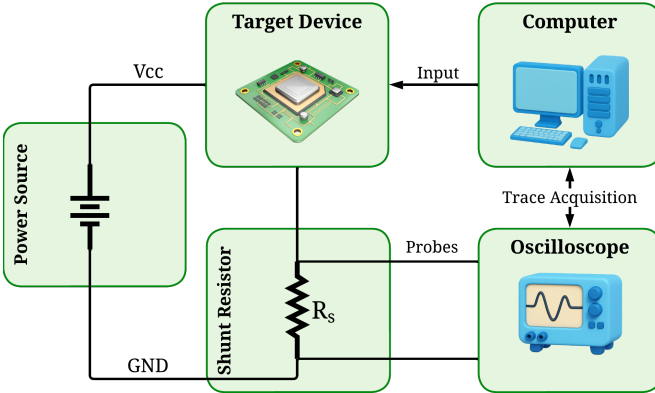 Target Device
Computer
Vcc
Input
Power Source
Trace Acquisition
Shunt Resistor
Probes
Oscilloscope
Rs
GND